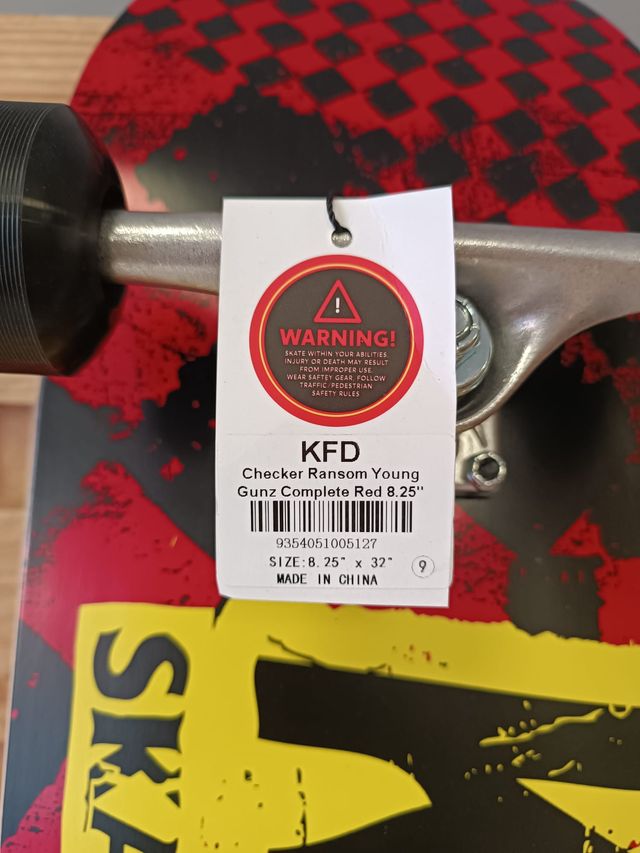 WARNING!
SKATE WITHIN YOUR ABILITIES.
INJURY OR DEATH MAY RESULT
FROM IMPROPER USE.
WEAR SAFTEY GEAR, FOLLOW
TRAFFIC/PEDESTRIAN
SAFETY RULES
KFD
Checker Ransom Young
Gunz Complete Red 8.25''
9354051005127
SIZE:8.25" x 32" 9
MADE IN CHINA
SKA